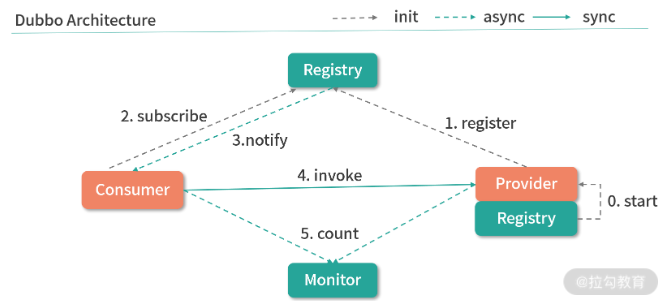 Dubbo Architecture
init
async
sync
Registry
2. subscribe
1. register
3.notify
Consumer
4. invoke
Provider
0. start
Registry
5. count
Monitor
@拉勾教育